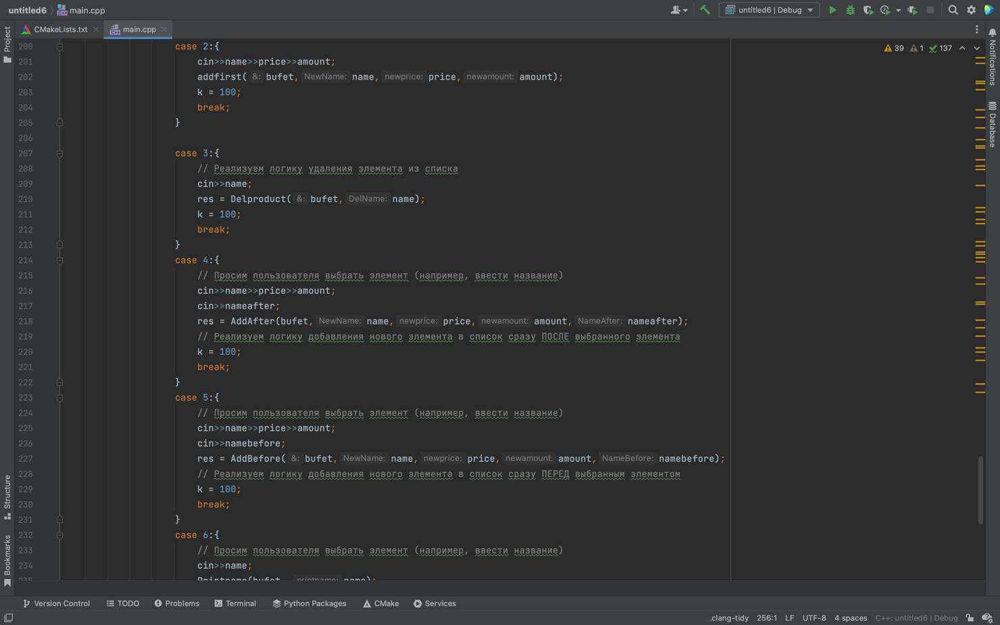 untitled6 main.cpp untitled6 | Debug
Project
CMakeLists.txt main.cpp
Notifications
Database
39 1 137
200 case 2:{
201 cin>>name>>price>>amount;
202 addfirst( &: bufet, NewName: name, newprice: price, newamount: amount);
203 k = 100;
204 break;
205 }
206
207 case 3:{
208 // Реализуем логику удаления элемента из списка
209 cin>>name;
210 res = Delproduct( &: bufet, DelName: name);
211 k = 100;
212 break;
213 }
214 case 4:{
215 // Просим пользователя выбрать элемент (например, ввести название)
216 cin>>name>>price>>amount;
217 cin>>nameafter;
218 res = AddAfter(bufet, NewName: name, newprice: price, newamount: amount, NameAfter: nameafter);
219 // Реализуем логику добавления нового элемента в список сразу ПОСЛЕ выбранного элемента
220 k = 100;
221 break;
222 }
223 case 5:{
224 // Просим пользователя выбрать элемент (например, ввести название)
225 cin>>name>>price>>amount;
226 cin>>namebefore;
227 res = AddBefore( &: bufet, NewName: name, newprice: price, newamount: amount, NameBefore: namebefore);
228 // Реализуем логику добавления нового элемента в список сразу ПЕРЕД выбранным элементом
229 k = 100;
230 break;
231 }
232 case 6:{
233 // Просим пользователя выбрать элемент (например, ввести название)
234 cin>>name;
235 Printname(bufet, printname: name);
Structure
Bookmarks
Version Control TODO Problems Terminal Python Packages CMake Services
.clang-tidy 256:1 LF UTF-8 4 spaces C++: untitled6 | Debug